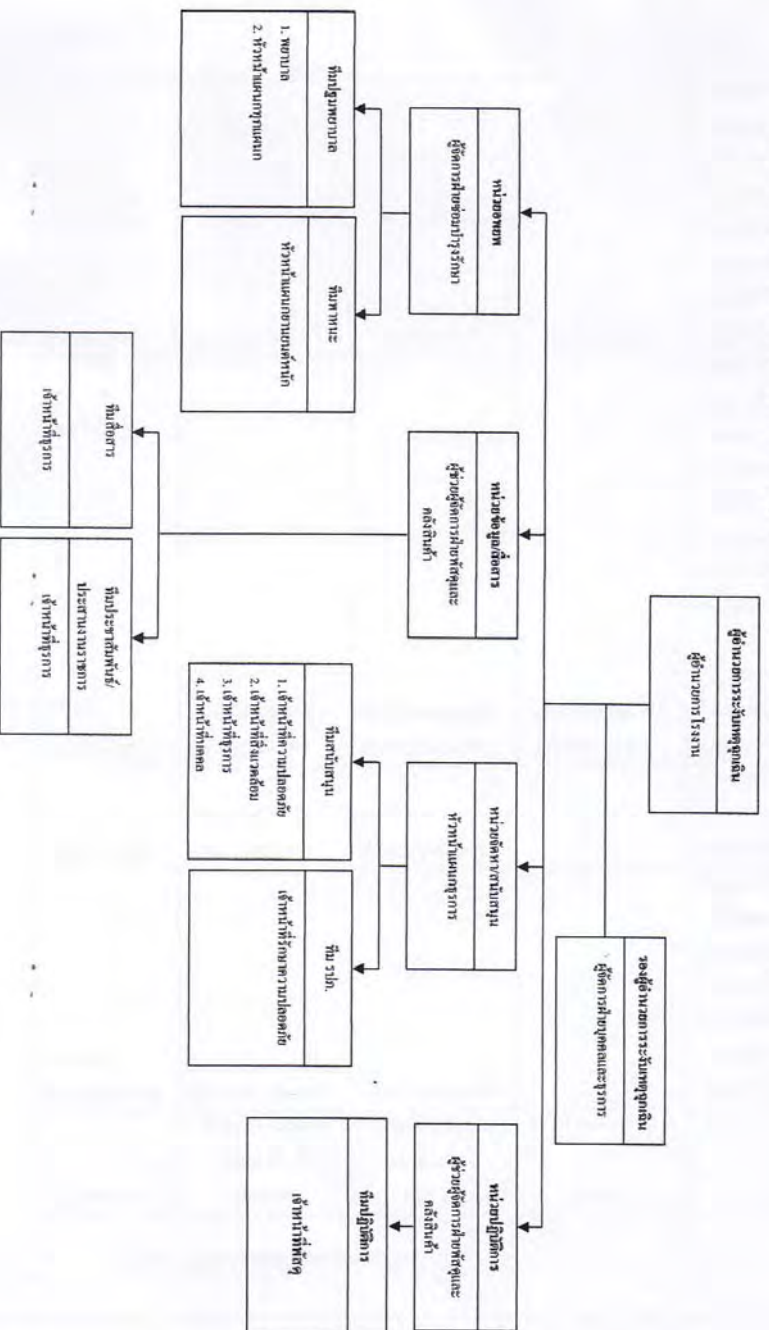 ผู้อำนวยการระงับเหตุฉุกเฉิน
ผู้อำนวยการโรงงาน
รองผู้อำนวยการระงับเหตุฉุกเฉิน
ผู้จัดการฝ่ายบุคคลและธุรการ
หน่วยอพยพ
ผู้จัดการฝ่ายซ่อมบำรุงรักษา
หน่วยข้อมูล/สื่อสาร
ผู้ช่วยผู้จัดการฝ่ายพัสดุและ
คลังสินค้า
หน่วยจัดหา/สนับสนุน
หัวหน้าแผนกธุรการ
หน่วยปฏิบัติการ
ผู้ช่วยผู้จัดการฝ่ายพัสดุและ
คลังสินค้า
ทีมปฐมพยาบาล
1. พยาบาล
2. หัวหน้าแผนกทุกแผนก
ทีมพาหนะ
หัวหน้าแผนกยานยนต์หนัก
ทีมสนับสนุน
1. เจ้าหน้าที่ความปลอดภัย
2. เจ้าหน้าที่สิ่งแวดล้อม
3. เจ้าหน้าที่ธุรการ
4. เจ้าหน้าที่บุคคล
ทีม รปภ.
เจ้าหน้าที่รักษาความปลอดภัย
ทีมปฏิบัติการ
เจ้าหน้าที่พัสดุ
ทีมสื่อสาร
เจ้าหน้าที่ธุรการ
ทีมประชาสัมพันธ์/
ประสานงานราชการ
เจ้าหน้าที่ธุรการ